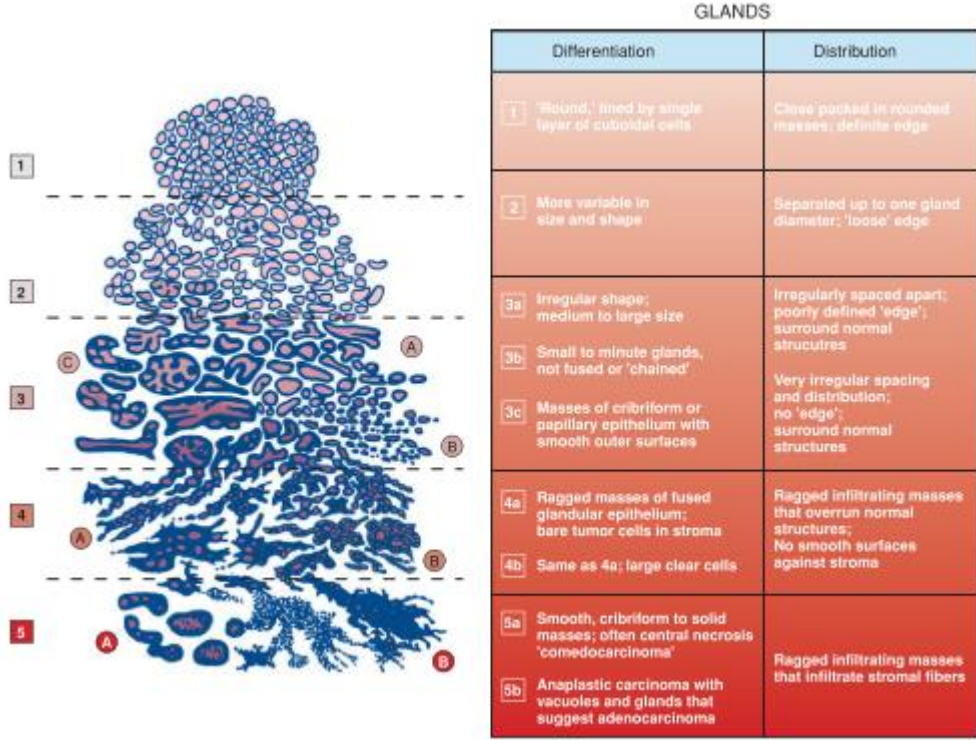 GLANDS
Differentiation
Distribution
1
'Round,' lined by single
layer of cuboidal cells
Close packed in rounded
masses; definite edge
2
More variable in
size and shape
Separated up to one gland
diameter; 'loose' edge
3a
Irregular shape;
medium to large size
3b
Small to minute glands,
not fused or 'chained'
3c
Masses of cribriform or
papillary epithelium with
smooth outer surfaces
Irregularly spaced apart;
poorly defined 'edge';
surround normal
strucutres
Very irregular spacing
and distribution;
no 'edge';
surround normal
structures
4a
Ragged masses of fused
glandular epithelium;
bare tumor cells in stroma
4b
Same as 4a; large clear cells
Ragged infiltrating masses
that overrun normal
structures;
No smooth surfaces
against stroma
5a
Smooth, cribriform to solid
masses; often central necrosis
'comedocarcinoma'
5b
Anaplastic carcinoma with
vacuoles and glands that
suggest adenocarcinoma
Ragged infiltrating masses
that infiltrate stromal fibers
1
2
3
C
A
B
4
A
B
5
A
B